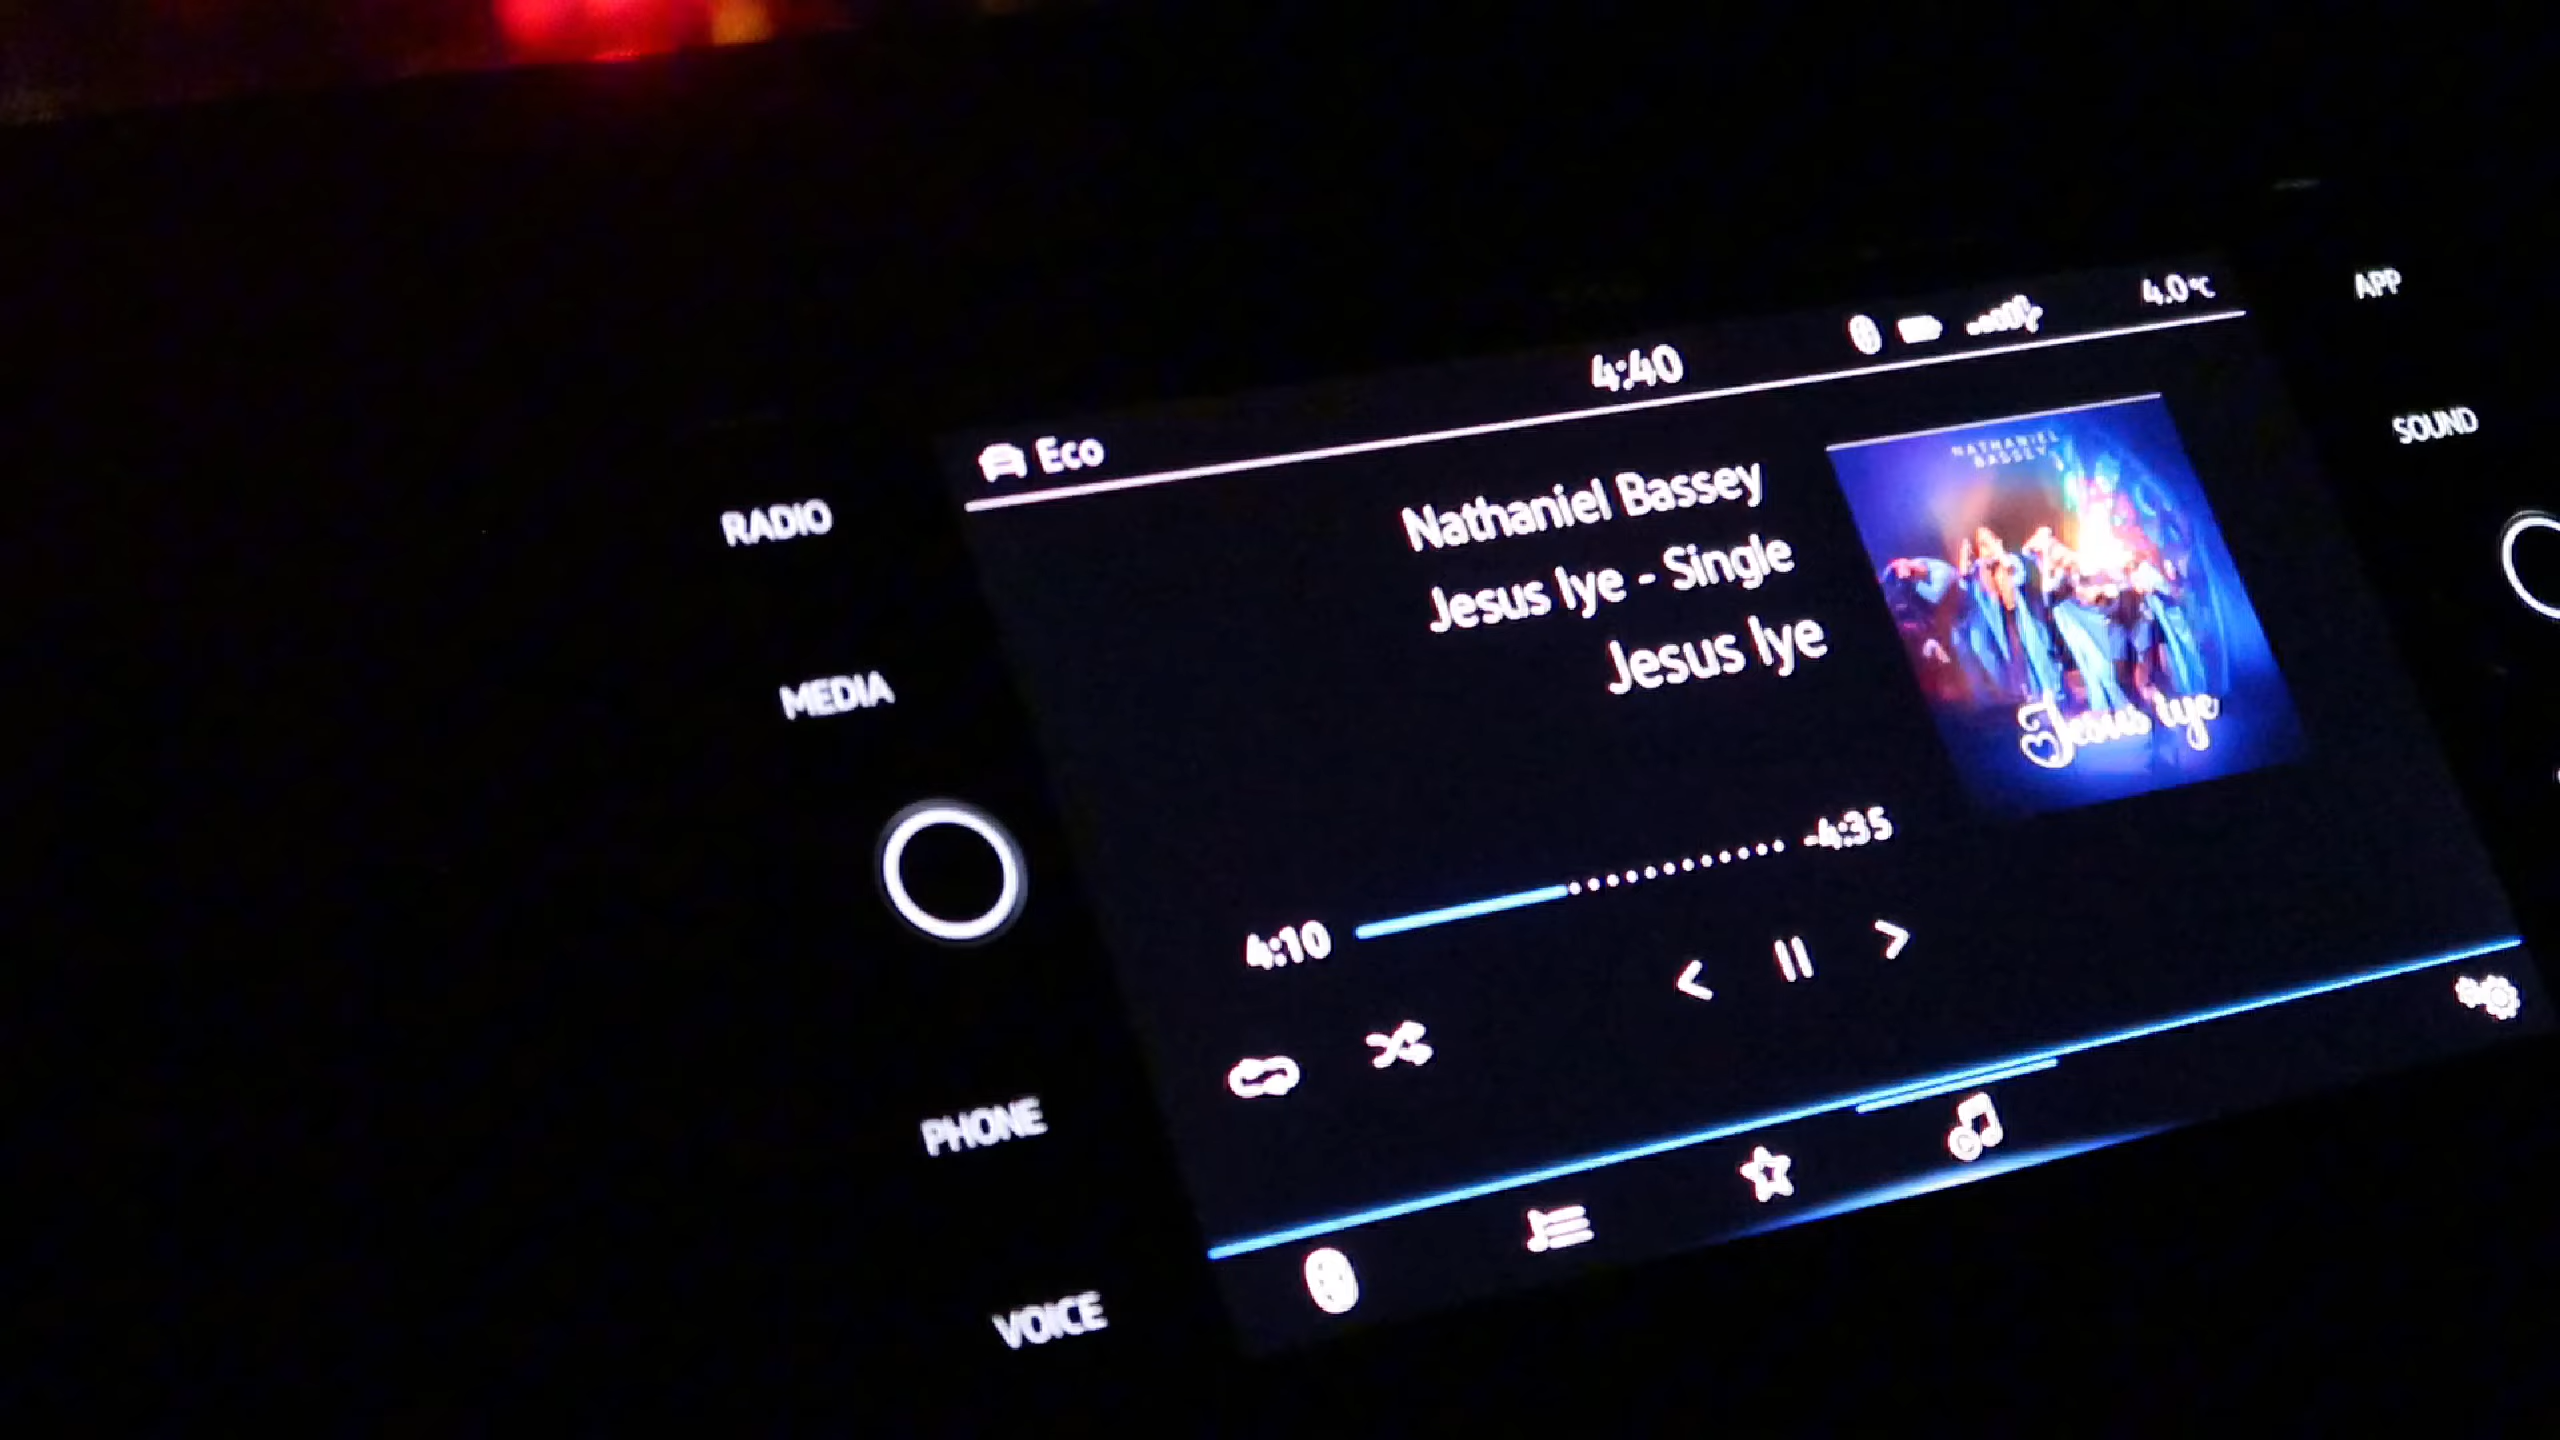 4:40
4.0°C
APP
Eco
SOUND
RADIO
NATHANIEL
BASSEY
Nathaniel Bassey
Jesus Iye - Single
Jesus Iye
MEDIA
Jesus Iye
-4:35
4:10
PHONE
VOICE